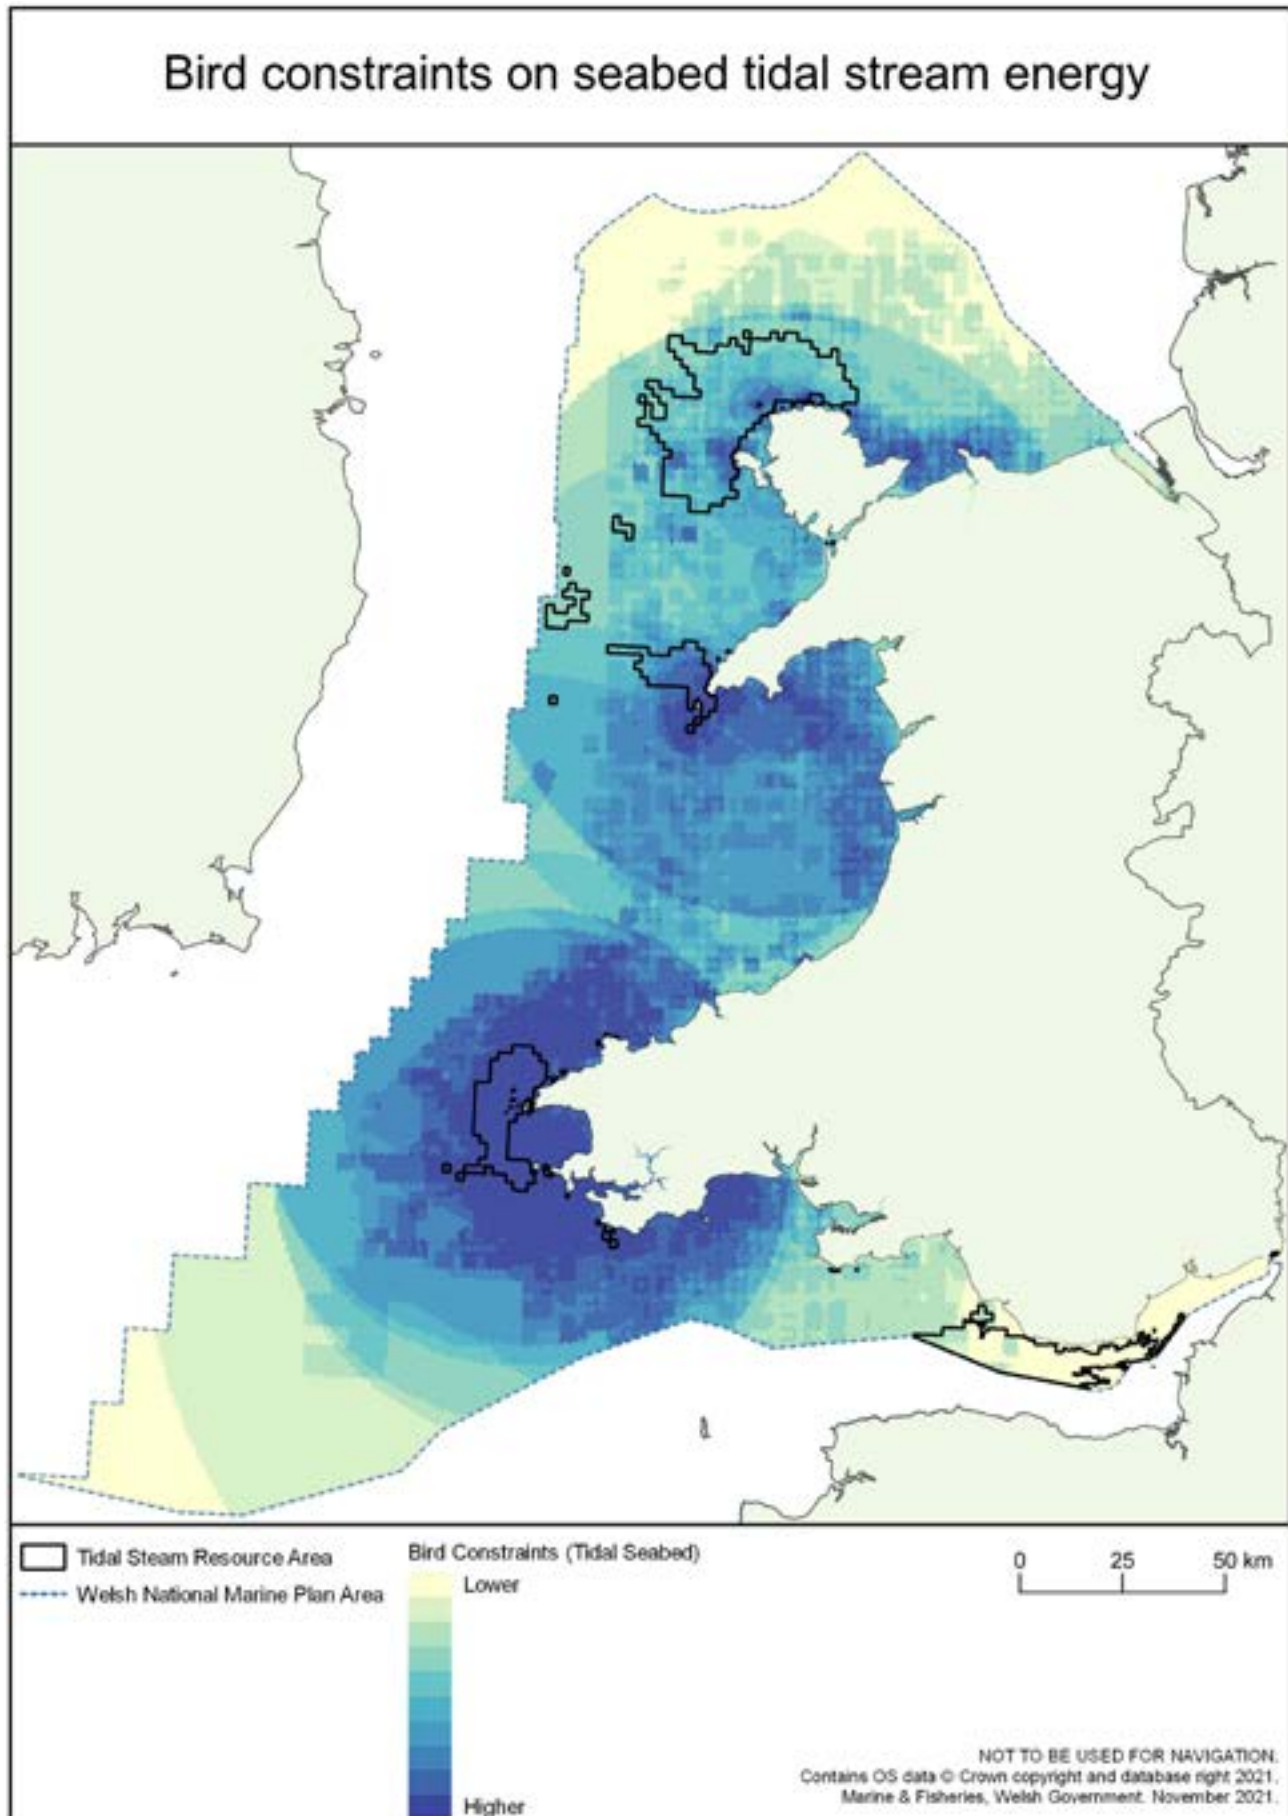 Bird constraints on seabed tidal stream energy
Tidal Steam Resource Area
Welsh National Marine Plan Area
Bird Constraints (Tidal Seabed)
Lower
Higher
0 25 50 km
NOT TO BE USED FOR NAVIGATION.
Contains OS data © Crown copyright and database right 2021.
Marine & Fisheries, Welsh Government. November 2021.